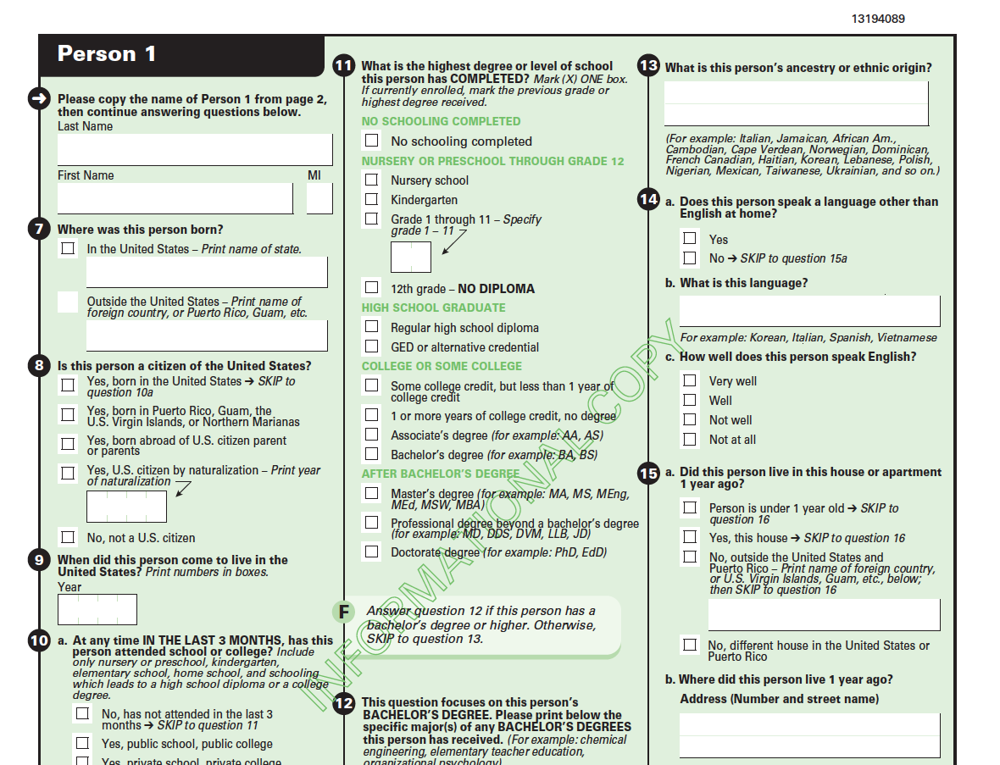 13194089
Person 1
➜
Please copy the name of Person 1 from page 2,
then continue answering questions below.
Last Name
First Name
MI
7
Where was this person born?
In the United States – Print name of state.
Outside the United States – Print name of
foreign country, or Puerto Rico, Guam, etc.
8
Is this person a citizen of the United States?
Yes, born in the United States ➔ SKIP to
question 10a
Yes, born in Puerto Rico, Guam, the
U.S. Virgin Islands, or Northern Marianas
Yes, born abroad of U.S. citizen parent
or parents
Yes, U.S. citizen by naturalization – Print year
of naturalization
No, not a U.S. citizen
9
When did this person come to live in the
United States? Print numbers in boxes.
Year
10
a. At any time IN THE LAST 3 MONTHS, has this
person attended school or college? Include
only nursery or preschool, kindergarten,
elementary school, home school, and schooling
which leads to a high school diploma or a college
degree.
No, has not attended in the last 3
months ➔ SKIP to question 11
Yes, public school, public college
Yes, private school, private college
11
What is the highest degree or level of school
this person has COMPLETED? Mark (X) ONE box.
If currently enrolled, mark the previous grade or
highest degree received.
NO SCHOOLING COMPLETED
No schooling completed
NURSERY OR PRESCHOOL THROUGH GRADE 12
Nursery school
Kindergarten
Grade 1 through 11 – Specify
grade 1 – 11
12th grade – NO DIPLOMA
HIGH SCHOOL GRADUATE
Regular high school diploma
GED or alternative credential
COLLEGE OR SOME COLLEGE
Some college credit, but less than 1 year of
college credit
1 or more years of college credit, no degree
Associate's degree (for example: AA, AS)
Bachelor's degree (for example: BA, BS)
AFTER BACHELOR'S DEGREE
Master's degree (for example: MA, MS, MEng,
MEd, MSW, MBA)
Professional degree beyond a bachelor's degree
(for example: MD, DDS, DVM, LLB, JD)
Doctorate degree (for example: PhD, EdD)
F
Answer question 12 if this person has a
bachelor's degree or higher. Otherwise,
SKIP to question 13.
12
This question focuses on this person's
BACHELOR'S DEGREE. Please print below the
specific major(s) of any BACHELOR'S DEGREES
this person has received. (For example: chemical
engineering, elementary teacher education,
organizational psychology)
INFORMATIONAL COPY
13
What is this person's ancestry or ethnic origin?
(For example: Italian, Jamaican, African Am.,
Cambodian, Cape Verdean, Norwegian, Dominican,
French Canadian, Haitian, Korean, Lebanese, Polish,
Nigerian, Mexican, Taiwanese, Ukrainian, and so on.)
14
a. Does this person speak a language other than
English at home?
Yes
No ➔ SKIP to question 15a
b. What is this language?
For example: Korean, Italian, Spanish, Vietnamese
c. How well does this person speak English?
Very well
Well
Not well
Not at all
15
a. Did this person live in this house or apartment
1 year ago?
Person is under 1 year old ➔ SKIP to
question 16
Yes, this house ➔ SKIP to question 16
No, outside the United States and
Puerto Rico – Print name of foreign country,
or U.S. Virgin Islands, Guam, etc., below;
then SKIP to question 16
No, different house in the United States or
Puerto Rico
b. Where did this person live 1 year ago?
Address (Number and street name)